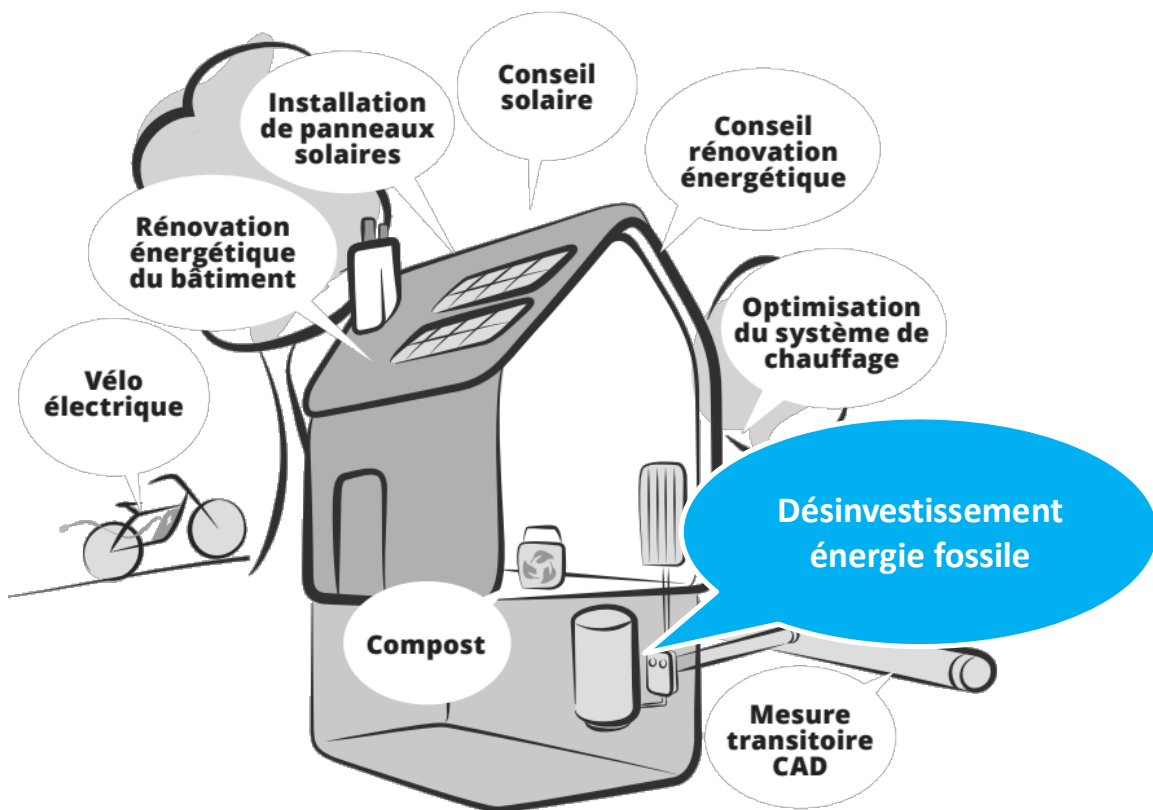 Conseil
solaire
Installation
de panneaux
solaires
Conseil
rénovation
énergétique
Rénovation
énergétique
du bâtiment
Optimisation
du système de
chauffage
Vélo
électrique
Désinvestissement
énergie fossile
Compost
Mesure
transitoire
CAD